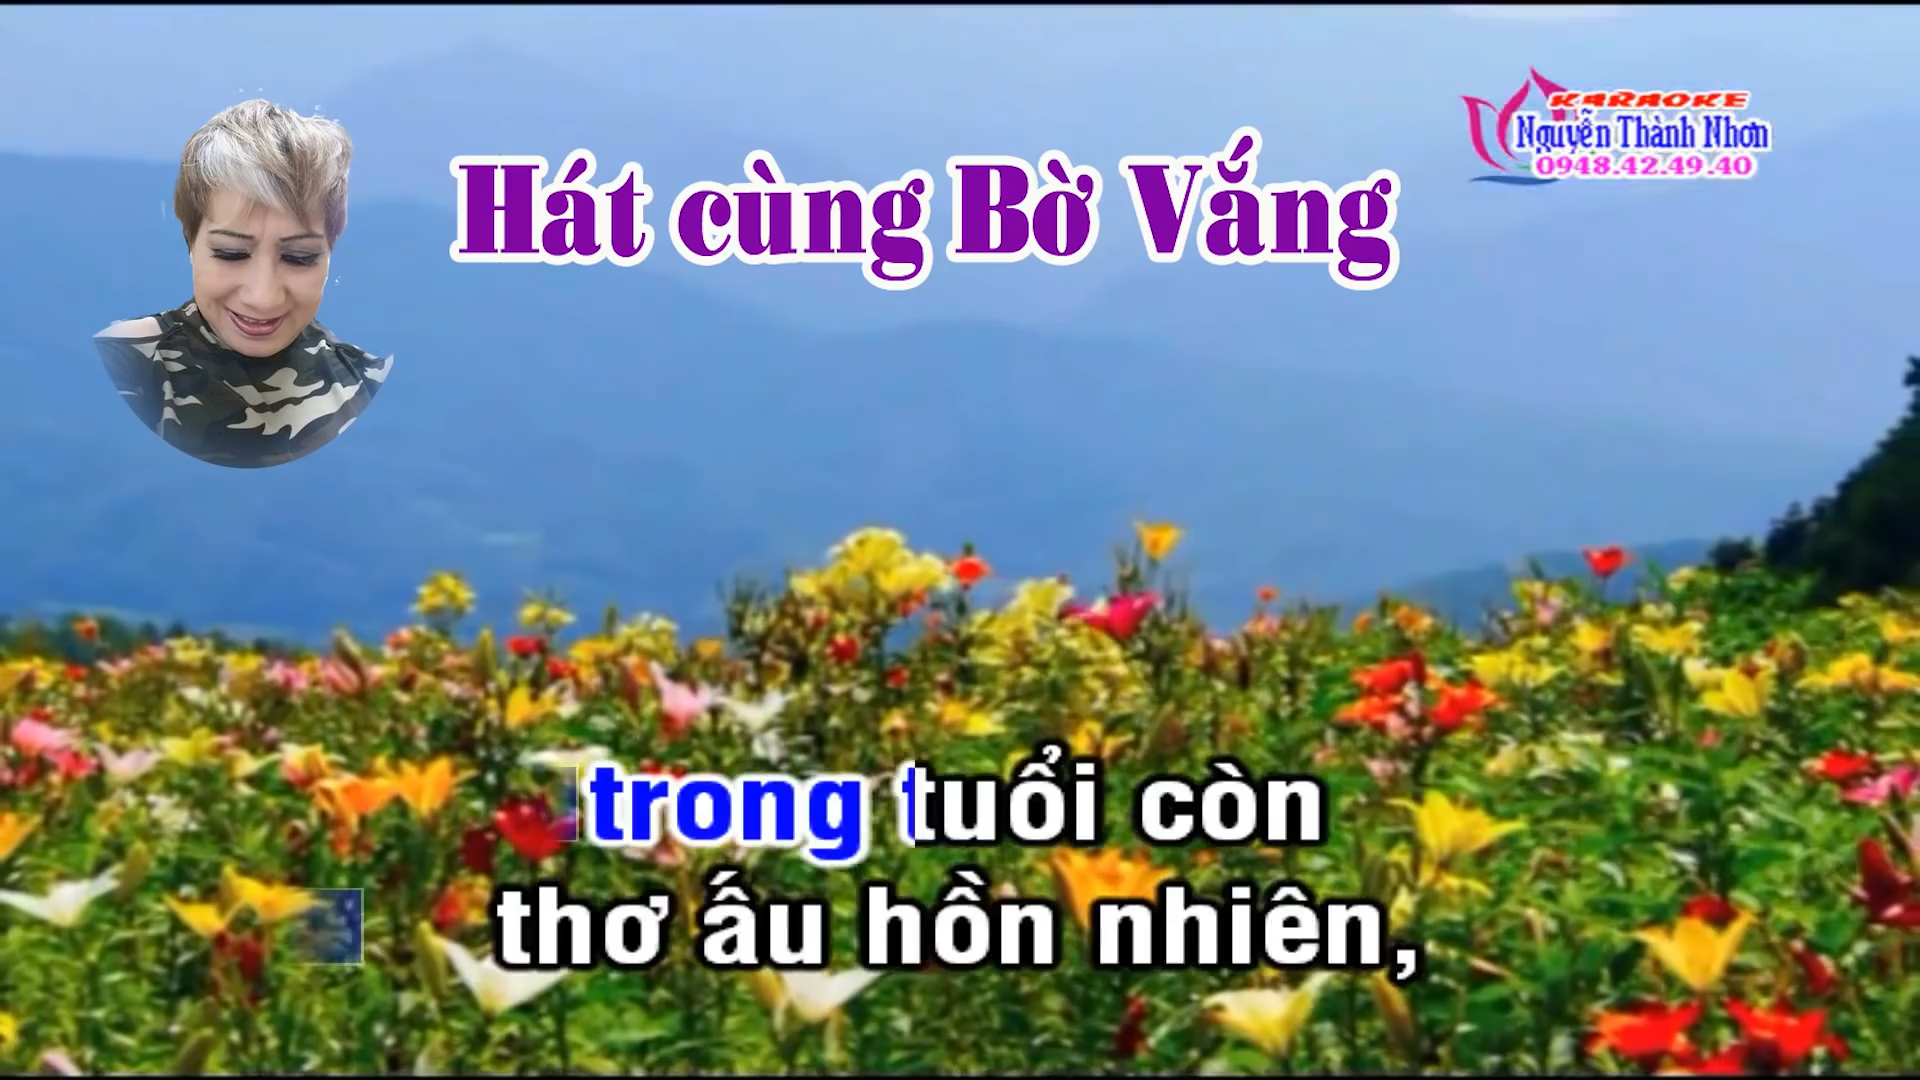 KARAOKE
Nguyễn Thành Nhơn
0948.42.49.40
Hát cùng Bờ Vắng
trong tuổi còn
thơ ấu hồn nhiên,